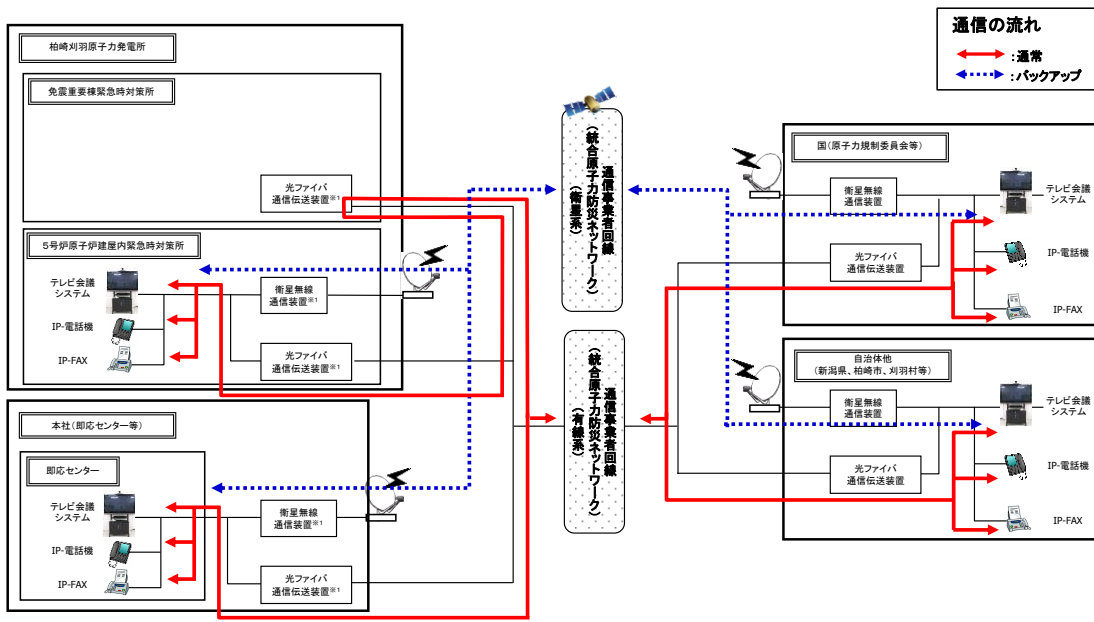 通信の流れ
:通常
:バックアップ
柏崎刈羽原子力発電所
免震重要棟緊急時対策所
光ファイバ
通信伝送装置※1
5号炉原子炉建屋内緊急時対策所
テレビ会議
システム
IP-電話機
IP-FAX
衛星無線
通信装置※1
光ファイバ
通信伝送装置※1
本社(即応センター等)
即応センター
テレビ会議
システム
IP-電話機
IP-FAX
衛星無線
通信装置※1
光ファイバ
通信伝送装置※1
通信事業者回線
(統合原子力防災ネットワーク)
(衛星系)
通信事業者回線
(統合原子力防災ネットワーク)
(有線系)
国(原子力規制委員会等)
衛星無線
通信装置
光ファイバ
通信伝送装置
テレビ会議
システム
IP-電話機
IP-FAX
自治体他
(新潟県、柏崎市、刈羽村等)
衛星無線
通信装置
光ファイバ
通信伝送装置
テレビ会議
システム
IP-電話機
IP-FAX